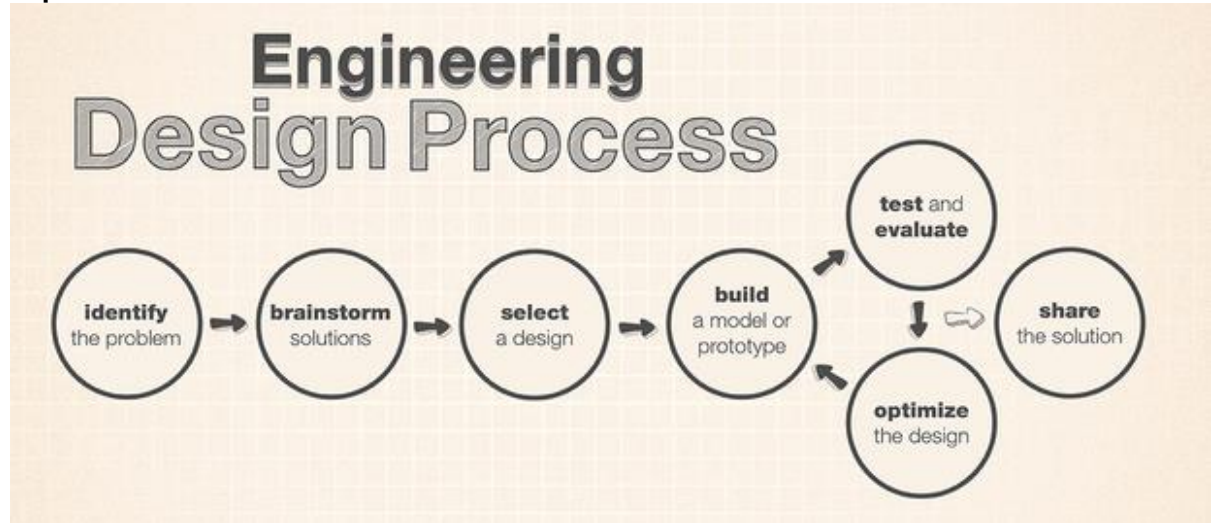 Engineering
Design Process
identify
the problem
brainstorm
solutions
select
a design
build
a model or
prototype
test and
evaluate
optimize
the design
share
the solution